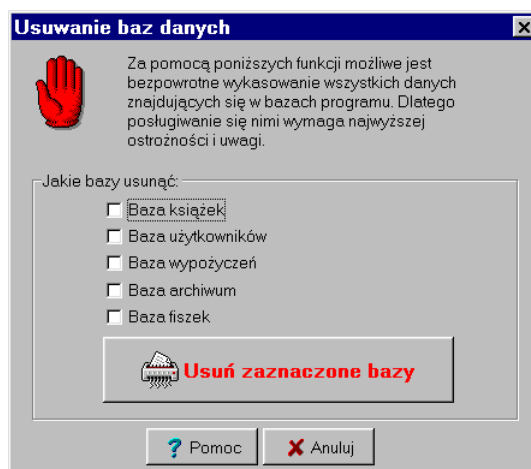 Usuwanie baz danych
Za pomocą poniższych funkcji możliwe jest
bezpowrotne wykasowanie wszystkich danych
znajdujących się w bazach programu. Dlatego
posługiwanie się nimi wymaga najwyższej
ostrożności i uwagi.
Jakie bazy usunąć:
Baza książek
Baza użytkowników
Baza wypożyczeń
Baza archiwum
Baza fiszek
Usuń zaznaczone bazy
? Pomoc
Anuluj